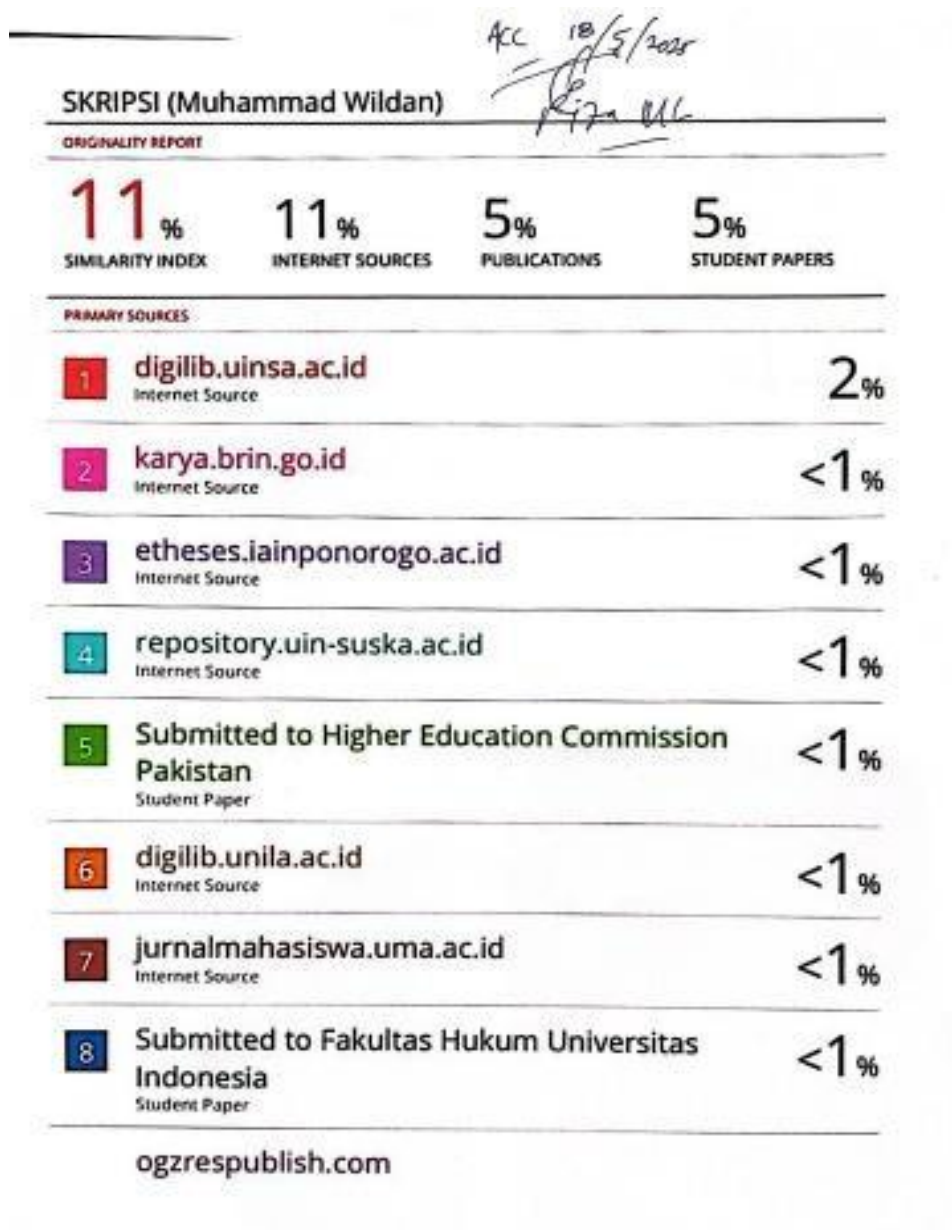 ACC 18/5/2025
SKRIPSI (Muhammad Wildan)
ORIGINALITY REPORT
11%
SIMILARITY INDEX
11%
INTERNET SOURCES
5%
PUBLICATIONS
5%
STUDENT PAPERS
PRIMARY SOURCES
1 digilib.uinsa.ac.id 2%
Internet Source
2 karya.brin.go.id <1%
Internet Source
3 etheses.iainponorogo.ac.id <1%
Internet Source
4 repository.uin-suska.ac.id <1%
Internet Source
5 Submitted to Higher Education Commission <1%
Pakistan
Student Paper
6 digilib.unila.ac.id <1%
Internet Source
7 jurnalmahasiswa.uma.ac.id <1%
Internet Source
8 Submitted to Fakultas Hukum Universitas <1%
Indonesia
Student Paper
ogzrespublish.com